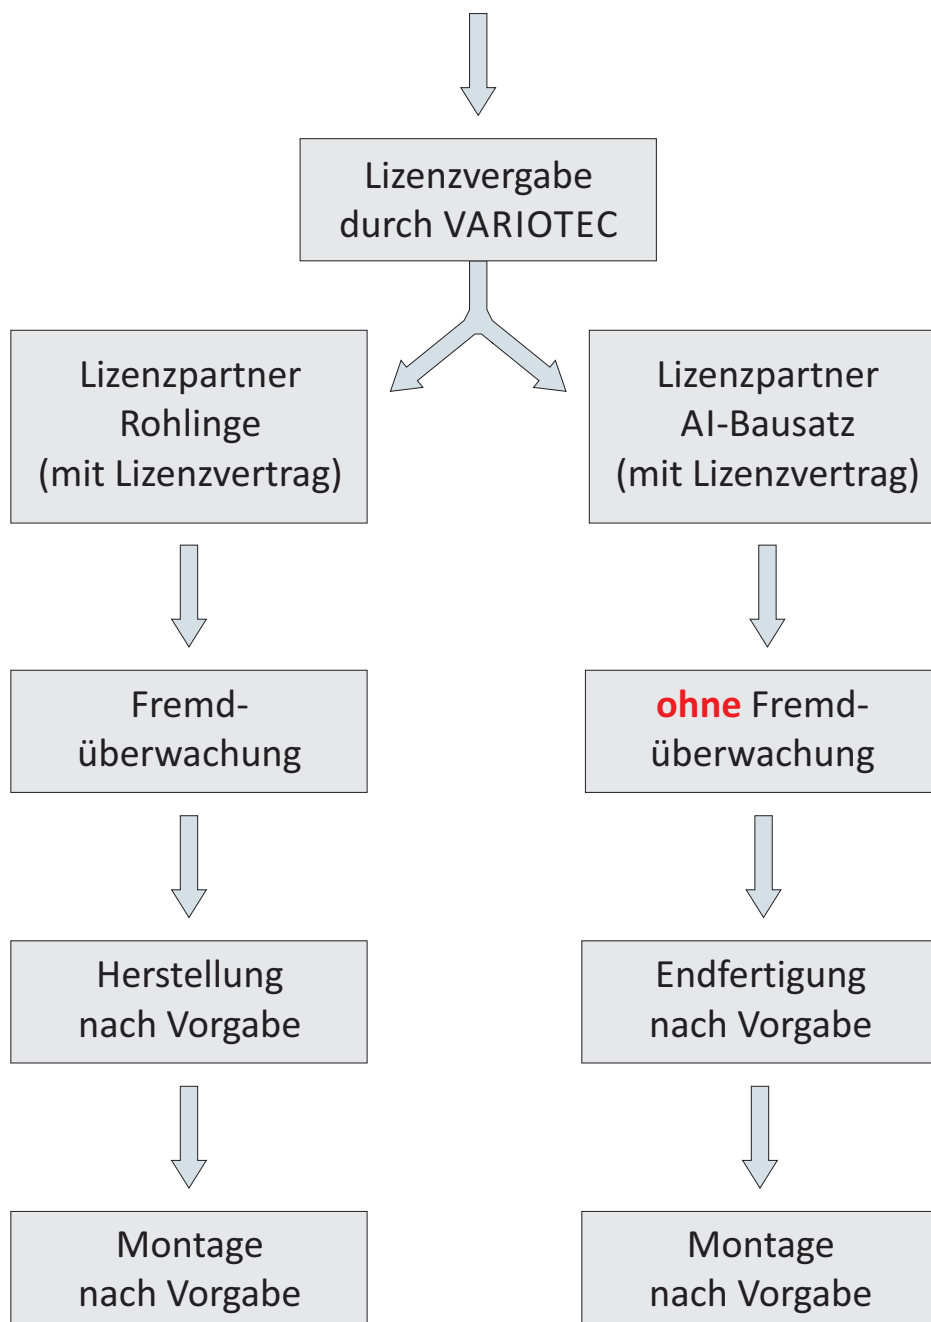 Lizenzvergabe
durch VARIOTEC
Lizenzpartner
Rohlinge
(mit Lizenzvertrag)
Lizenzpartner
AI-Bausatz
(mit Lizenzvertrag)
Fremd-
überwachung
ohne Fremd-
überwachung
Herstellung
nach Vorgabe
Endfertigung
nach Vorgabe
Montage
nach Vorgabe
Montage
nach Vorgabe